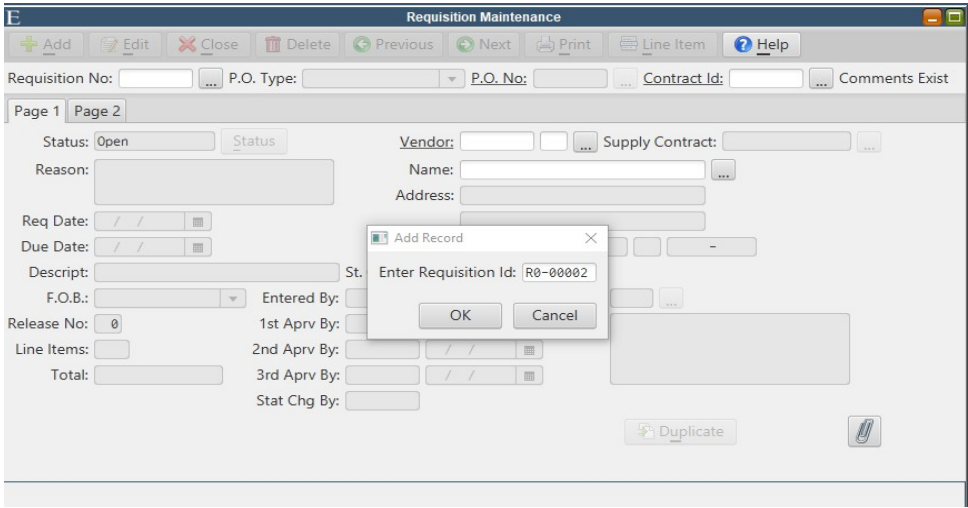 E Requisition Maintenance
Add Edit Close Delete Previous Next Print Line Item Help
Requisition No: ... P.O. Type: P.O. No: ... Contract Id: ... Comments Exist
Page 1 Page 2
Status: Open Status Vendor: ... Supply Contract: ...
Reason: Name: ...
Address:
Req Date: / /
Due Date: / / -
Descript: St.
F.O.B.: Entered By: ...
Release No: 0 1st Aprv By:
Line Items: 2nd Aprv By: / /
Total: 3rd Aprv By: / /
Stat Chg By:
Duplicate
Add Record
Enter Requisition Id: R0-00002
OK Cancel